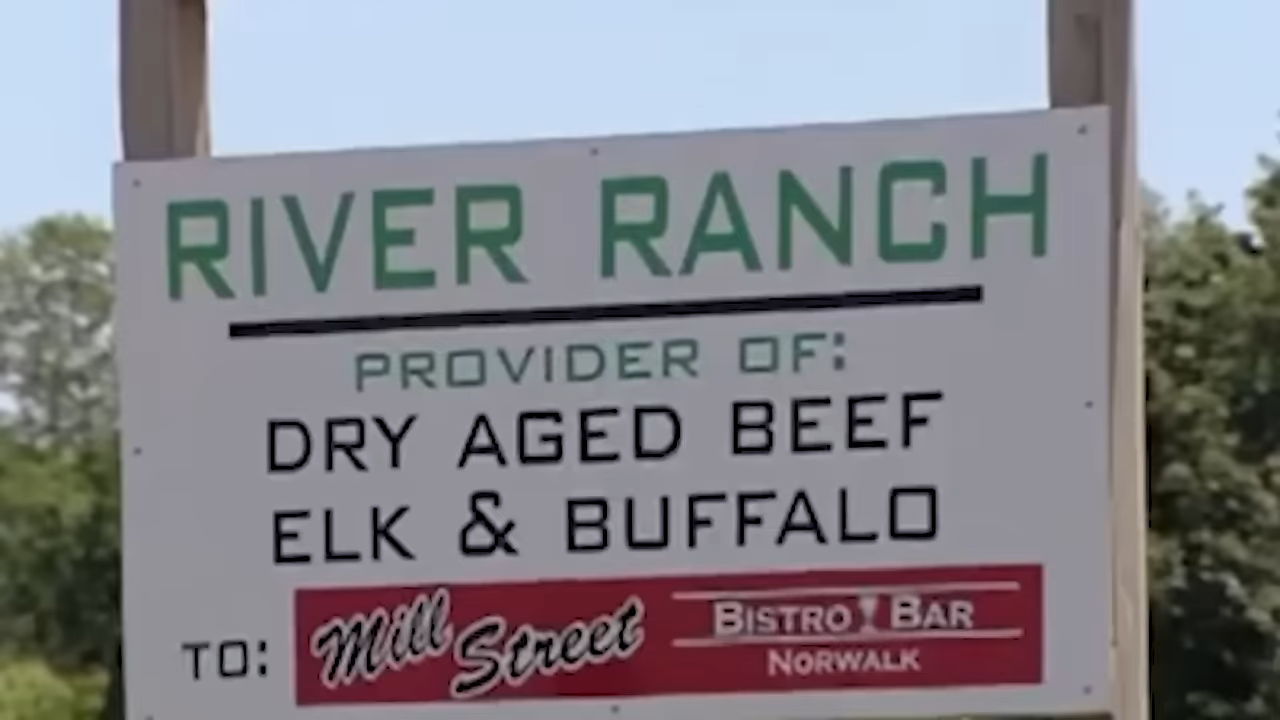 RIVER RANCH
PROVIDER OF:
DRY AGED BEEF
ELK & BUFFALO
TO: Mill Street BISTRO BAR
NORWALK